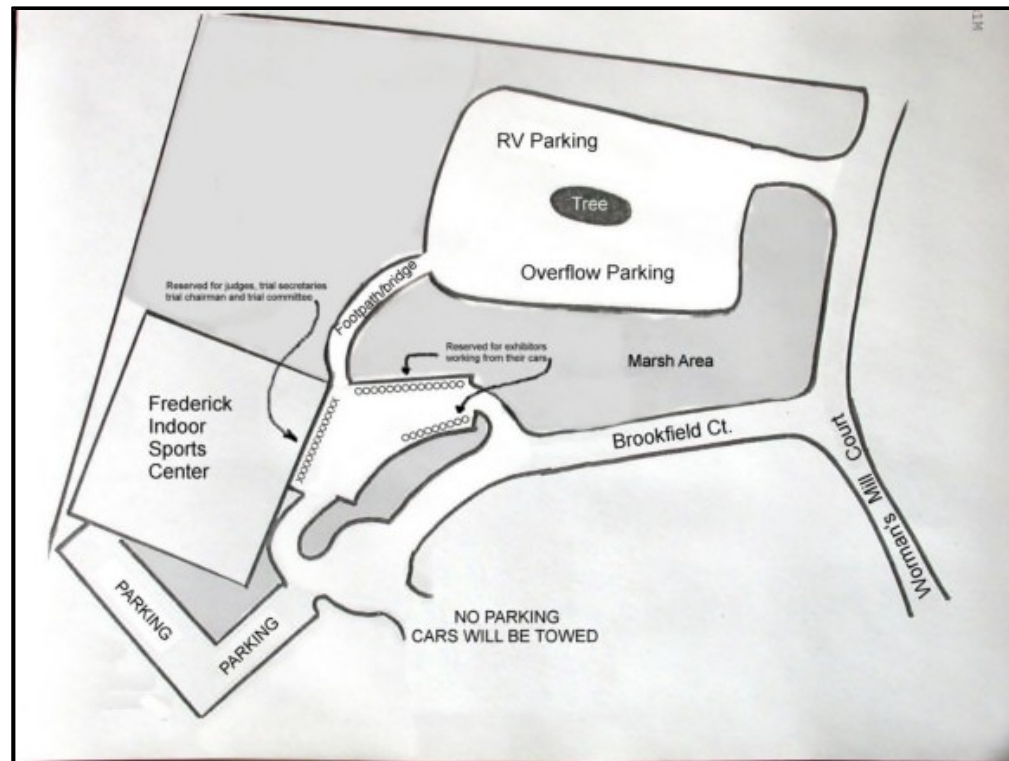 RV Parking
Tree
Overflow Parking
Footpath/bridge
Reserved for judges, trial secretaries
trial chairman and trial committee
Reserved for exhibitors
working from their cars
Marsh Area
Frederick
Indoor
Sports
Center
Brookfield Ct.
Worman's Mill Court
PARKING
PARKING
NO PARKING
CARS WILL BE TOWED